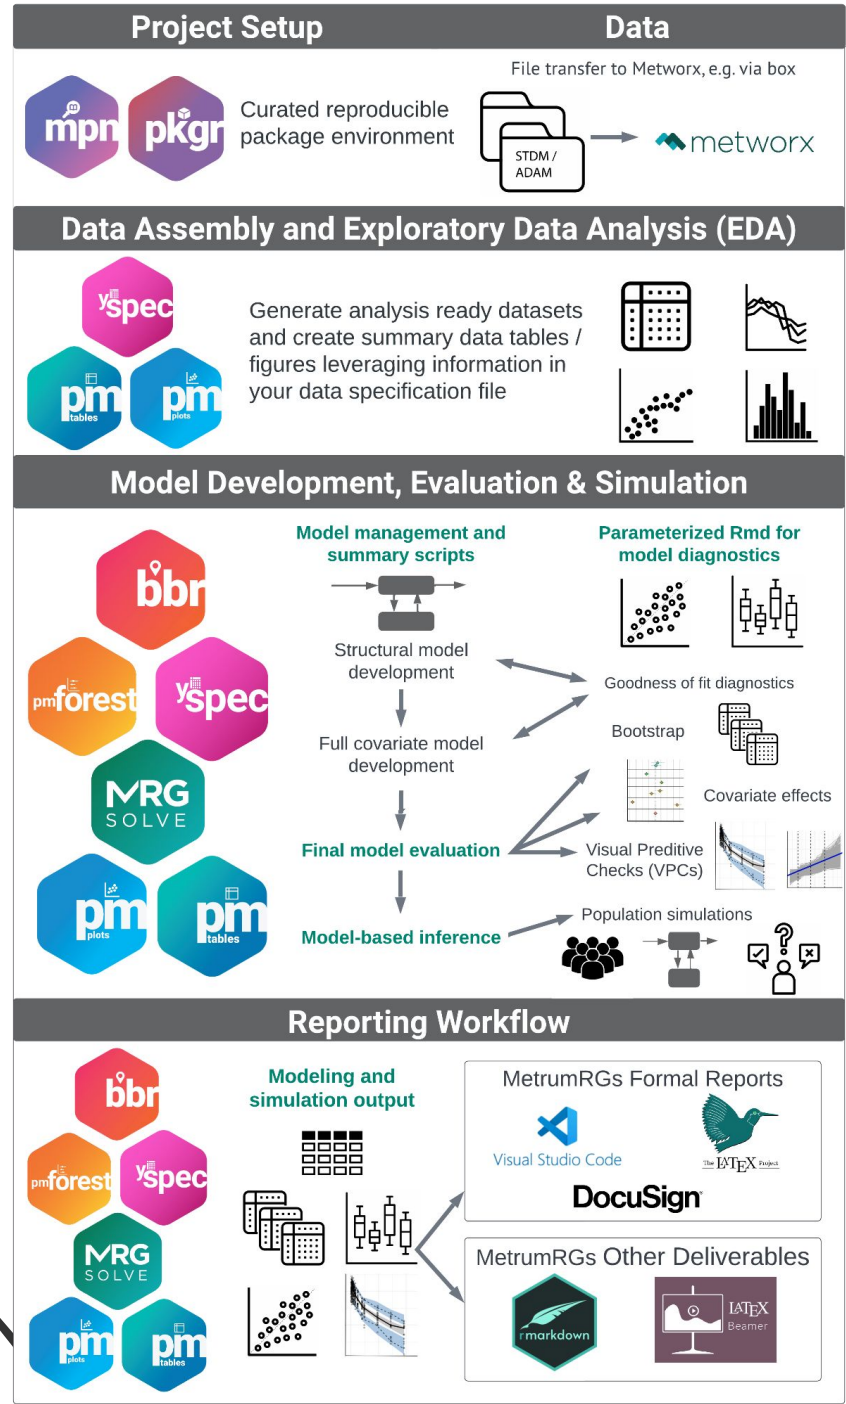 Project Setup
Data
mpn
pkgr
Curated reproducible
package environment
File transfer to Metworx, e.g. via box
STDM /
ADAM
metworx
Data Assembly and Exploratory Data Analysis (EDA)
yspec
pm
tables
pm
plots
Generate analysis ready datasets
and create summary data tables /
figures leveraging information in
your data specification file
Model Development, Evaluation & Simulation
bbr
pmforest
yspec
MRG
SOLVE
pm
plots
pm
tables
Model management and
summary scripts
Structural model
development
Full covariate model
development
Final model evaluation
Model-based inference
Parameterized Rmd for
model diagnostics
Goodness of fit diagnostics
Bootstrap
Covariate effects
Visual Preditive
Checks (VPCs)
Population simulations
?
Reporting Workflow
bbr
pmforest
yspec
MRG
SOLVE
pm
plots
pm
tables
Modeling and
simulation output
MetrumRGs Formal Reports
Visual Studio Code
The LATEX Project
DocuSign
MetrumRGs Other Deliverables
rmarkdown
LATEX
Beamer